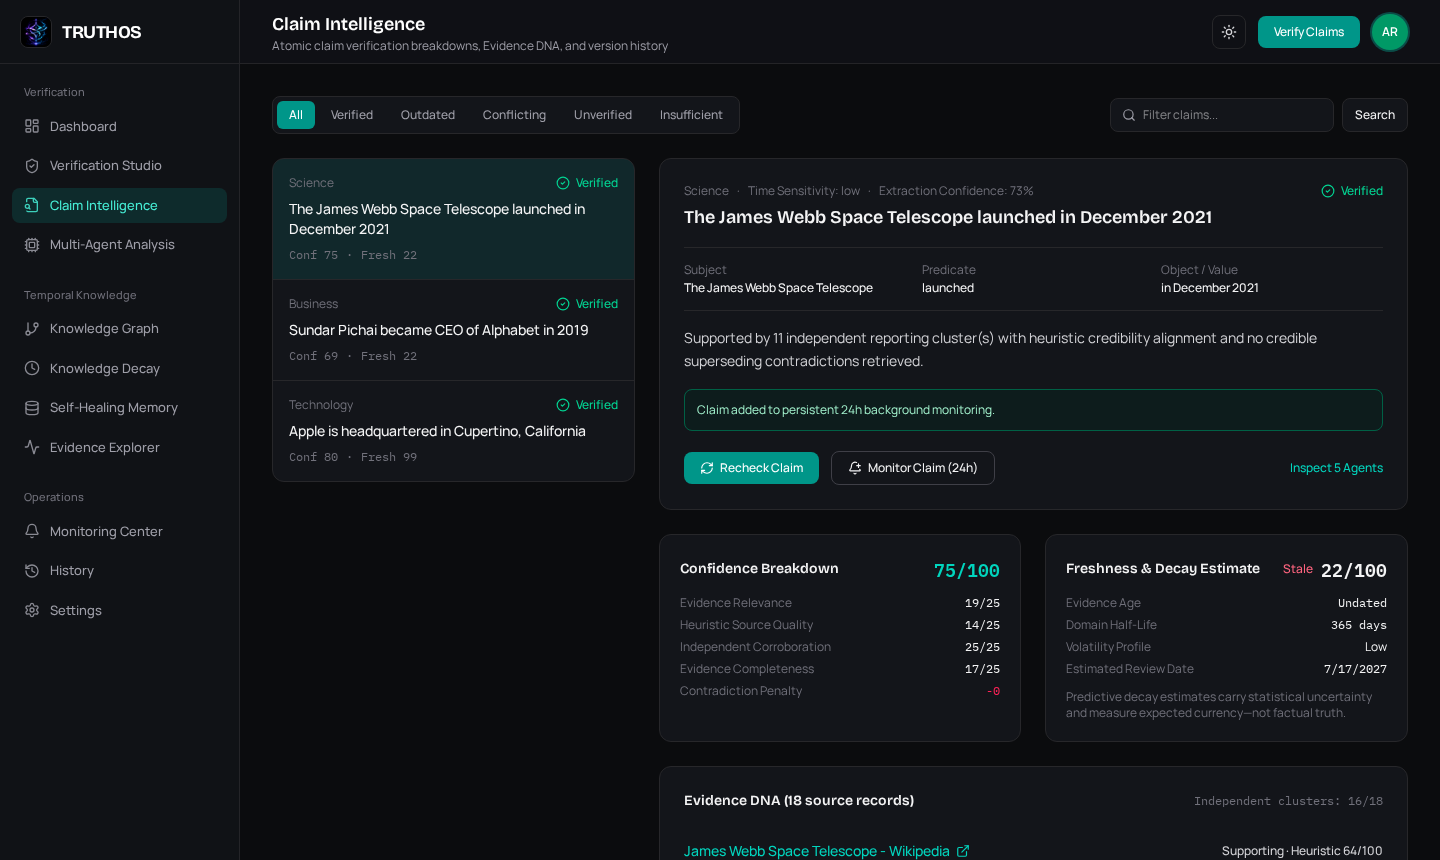 TRUTHOS
Claim Intelligence
Atomic claim verification breakdowns, Evidence DNA, and version history
Verify Claims
AR
Verification
Dashboard
Verification Studio
Claim Intelligence
Multi-Agent Analysis
Temporal Knowledge
Knowledge Graph
Knowledge Decay
Self-Healing Memory
Evidence Explorer
Operations
Monitoring Center
History
Settings
All Verified Outdated Conflicting Unverified Insufficient
Filter claims...
Search
Science Verified
The James Webb Space Telescope launched in
December 2021
Conf 75 · Fresh 22
Business Verified
Sundar Pichai became CEO of Alphabet in 2019
Conf 69 · Fresh 22
Technology Verified
Apple is headquartered in Cupertino, California
Conf 80 · Fresh 99
Science · Time Sensitivity: low · Extraction Confidence: 73% Verified
The James Webb Space Telescope launched in December 2021
Subject Predicate Object / Value
The James Webb Space Telescope launched in December 2021
Supported by 11 independent reporting cluster(s) with heuristic credibility alignment and no credible
superseding contradictions retrieved.
Claim added to persistent 24h background monitoring.
Recheck Claim Monitor Claim (24h) Inspect 5 Agents
Confidence Breakdown 75/100
Evidence Relevance 19/25
Heuristic Source Quality 14/25
Independent Corroboration 25/25
Evidence Completeness 17/25
Contradiction Penalty -0
Freshness & Decay Estimate Stale 22/100
Evidence Age Undated
Domain Half-Life 365 days
Volatility Profile Low
Estimated Review Date 7/17/2027
Predictive decay estimates carry statistical uncertainty
and measure expected currency—not factual truth.
Evidence DNA (18 source records) Independent clusters: 16/18
James Webb Space Telescope - Wikipedia Supporting · Heuristic 64/100